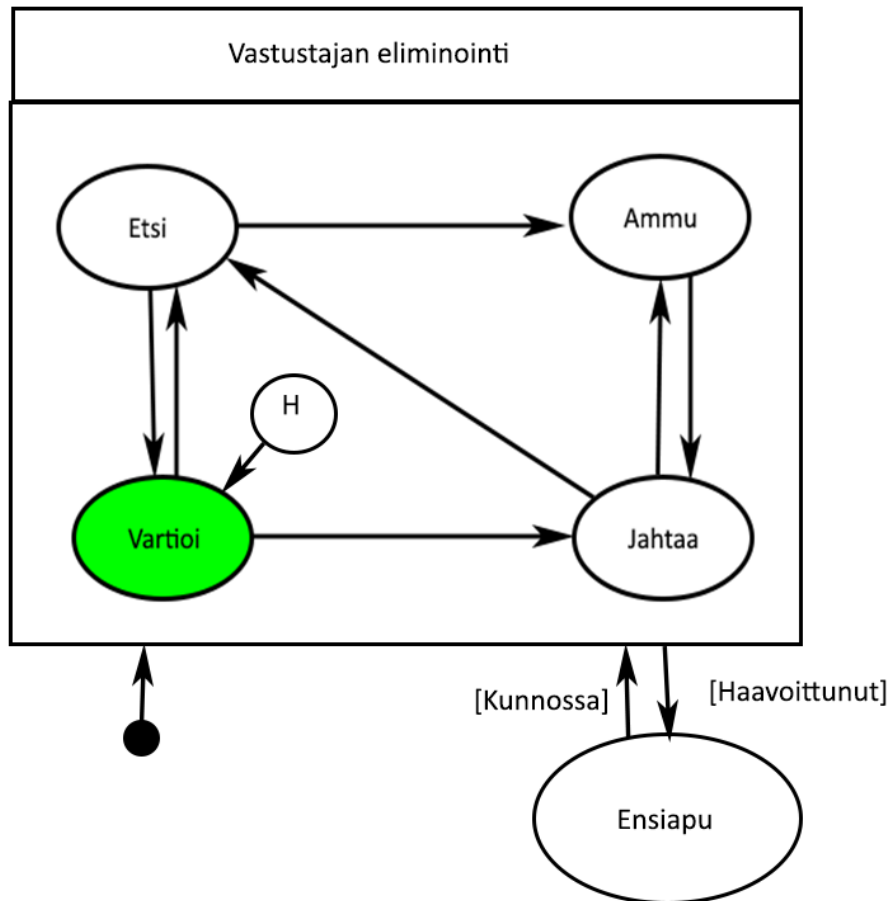 Vastustajan eliminointi
Etsi
Ammu
H
Vartioi
Jahtaa
[Kunnossa]
[Haavoittunut]
Ensiapu